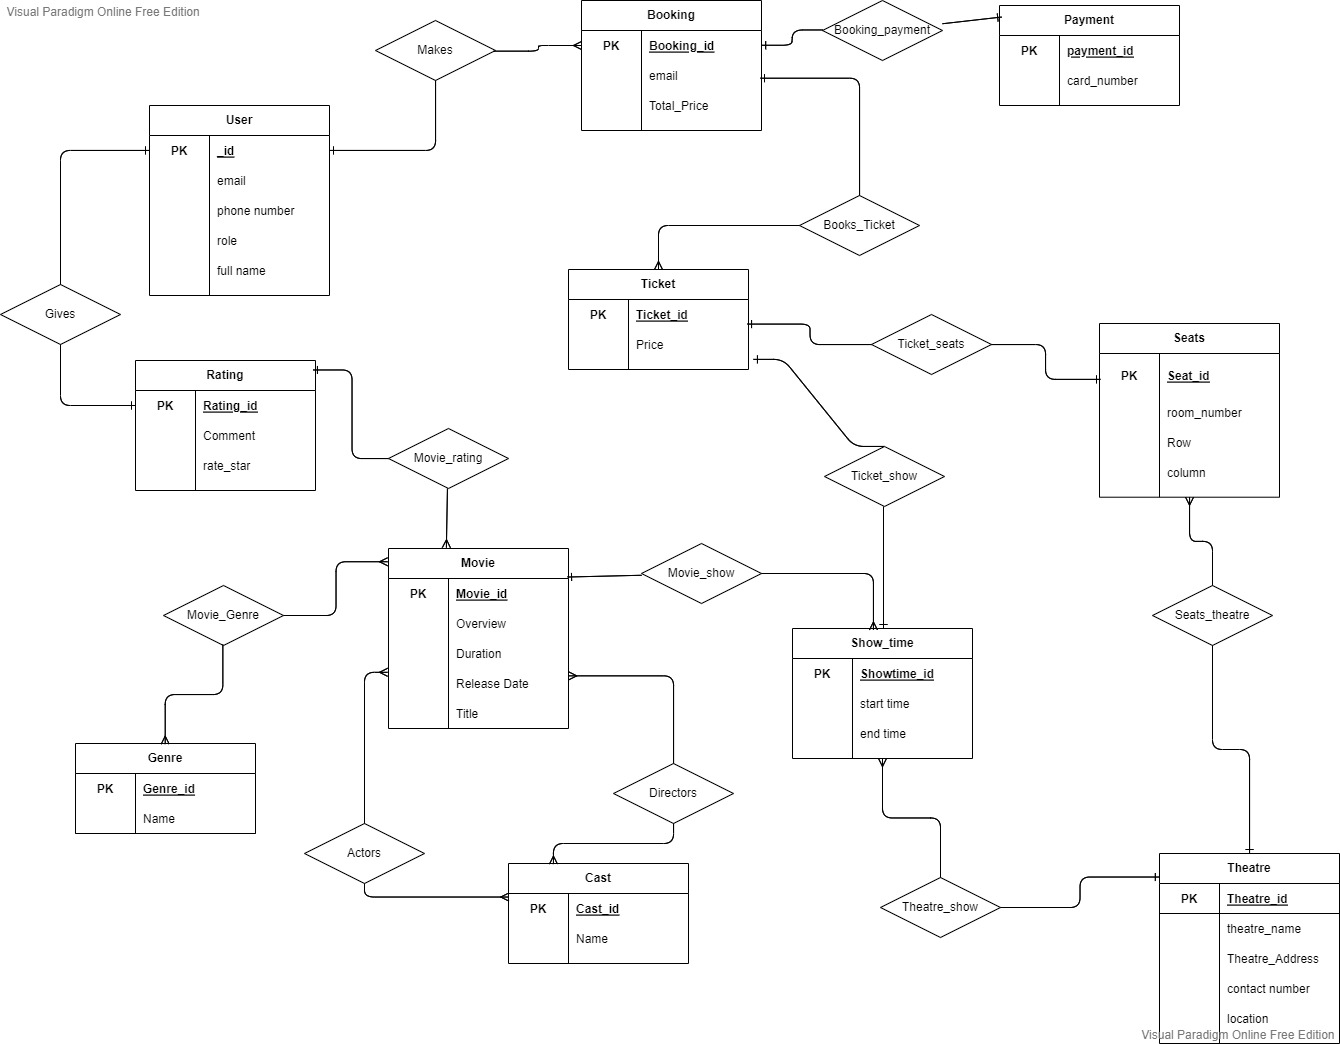 Visual Paradigm Online Free Edition
Booking
PK Booking_id
email
Total_Price
Booking_payment
Payment
PK payment_id
card_number
Makes
User
PK _id
email
phone number
role
full name
Books_Ticket
Gives
Ticket
PK Ticket_id
Price
Ticket_seats
Seats
PK Seat_id
room_number
Row
column
Rating
PK Rating_id
Comment
rate_star
Movie_rating
Ticket_show
Movie
PK Movie_id
Overview
Duration
Release Date
Title
Movie_show
Movie_Genre
Seats_theatre
Show_time
PK Showtime_id
start time
end time
Genre
PK Genre_id
Name
Directors
Actors
Cast
PK Cast_id
Name
Theatre_show
Theatre
PK Theatre_id
theatre_name
Theatre_Address
contact number
location
Visual Paradigm Online Free Edition